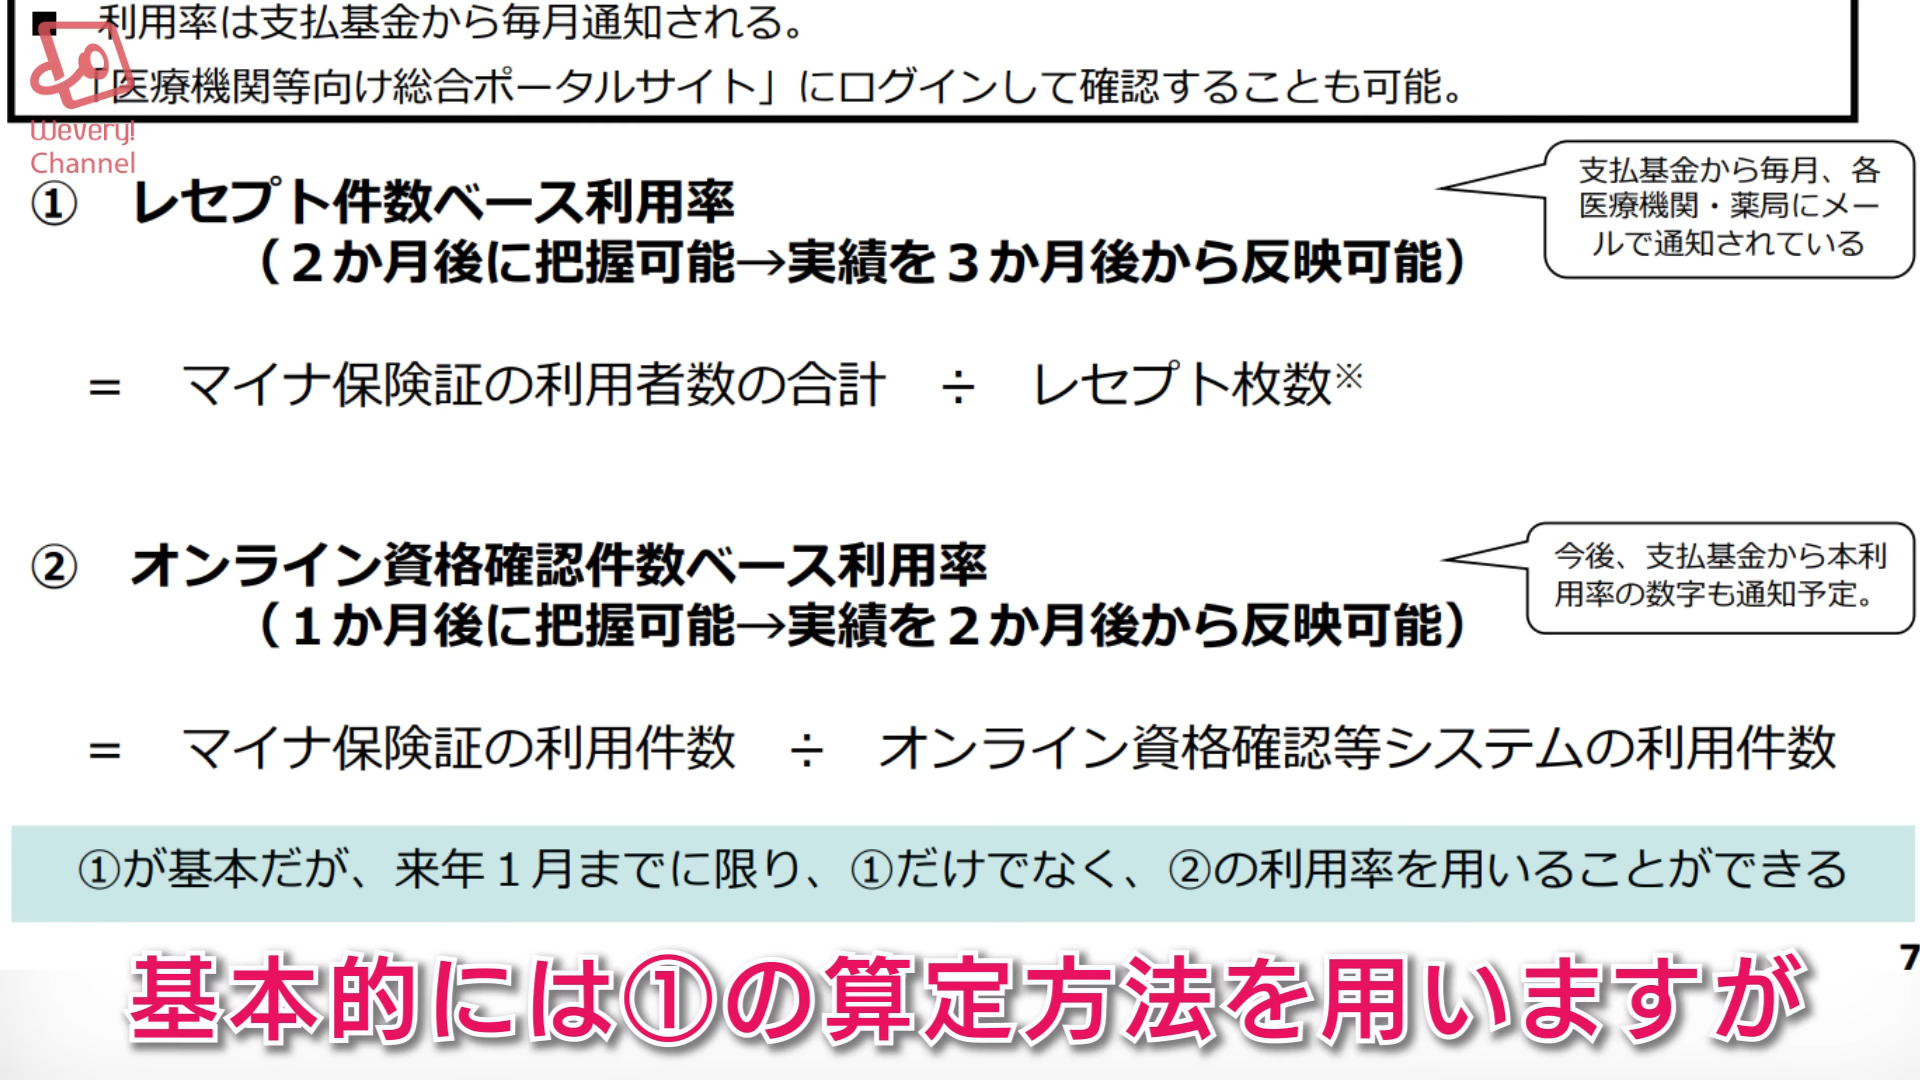 ■ 利用率は支払基金から毎月通知される。
「医療機関等向け総合ポータルサイト」にログインして確認することも可能。
Wevery!
Channel
① レセプト件数ベース利用率
（２か月後に把握可能→実績を３か月後から反映可能）
支払基金から毎月、各
医療機関・薬局にメー
ルで通知されている
＝ マイナ保険証の利用者数の合計 ÷ レセプト枚数※
② オンライン資格確認件数ベース利用率
（１か月後に把握可能→実績を２か月後から反映可能）
今後、支払基金から本利
用率の数字も通知予定。
＝ マイナ保険証の利用件数 ÷ オンライン資格確認等システムの利用件数
①が基本だが、来年１月までに限り、①だけでなく、②の利用率を用いることができる
7
基本的には①の算定方法を用いますが